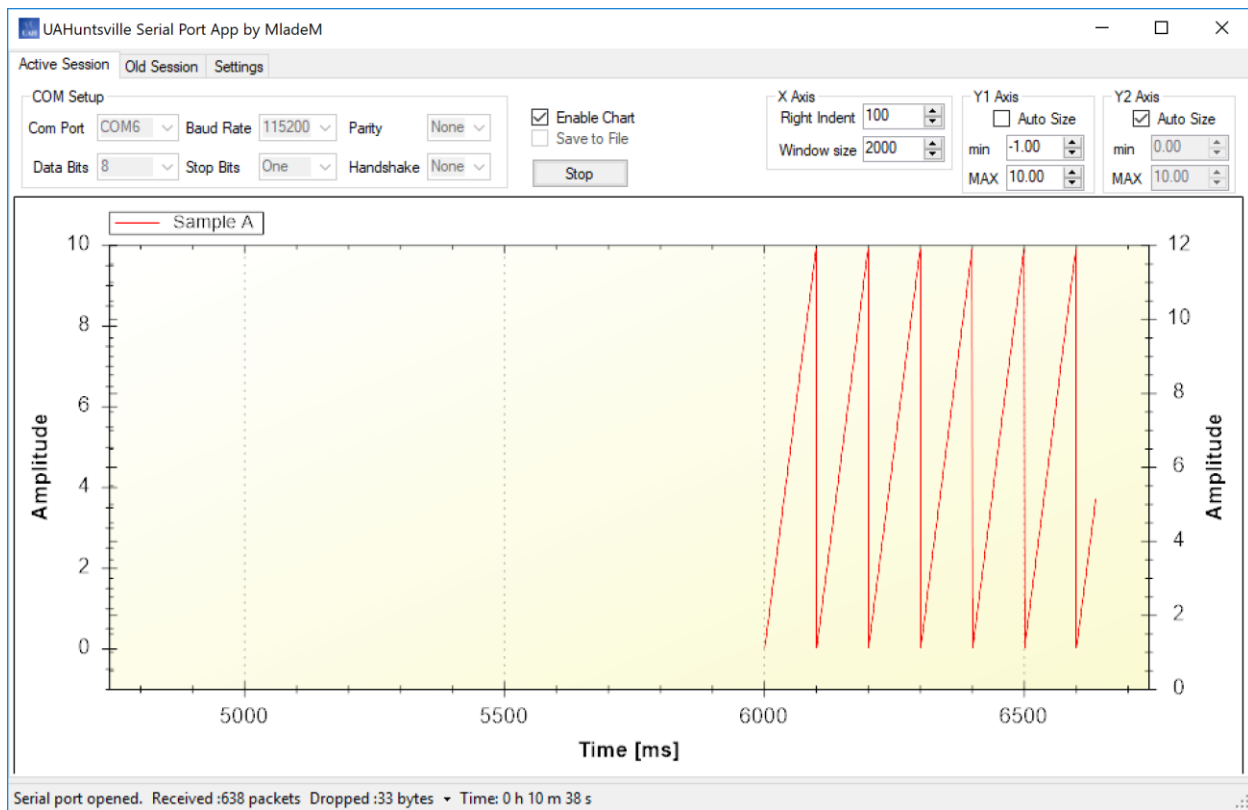 UAH UAHuntsville Serial Port App by MladeM
Active Session Old Session Settings
COM Setup
Com Port COM6 Baud Rate 115200 Parity None
Data Bits 8 Stop Bits One Handshake None
Enable Chart
Save to File
Stop
X Axis
Right Indent 100
Window size 2000
Y1 Axis
Auto Size
min -1.00
MAX 10.00
Y2 Axis
Auto Size
min 0.00
MAX 10.00
Sample A
Amplitude
10
8
6
4
2
0
12
10
8
6
4
2
0
Amplitude
5000 5500 6000 6500
Time [ms]
Serial port opened. Received :638 packets Dropped :33 bytes Time: 0 h 10 m 38 s